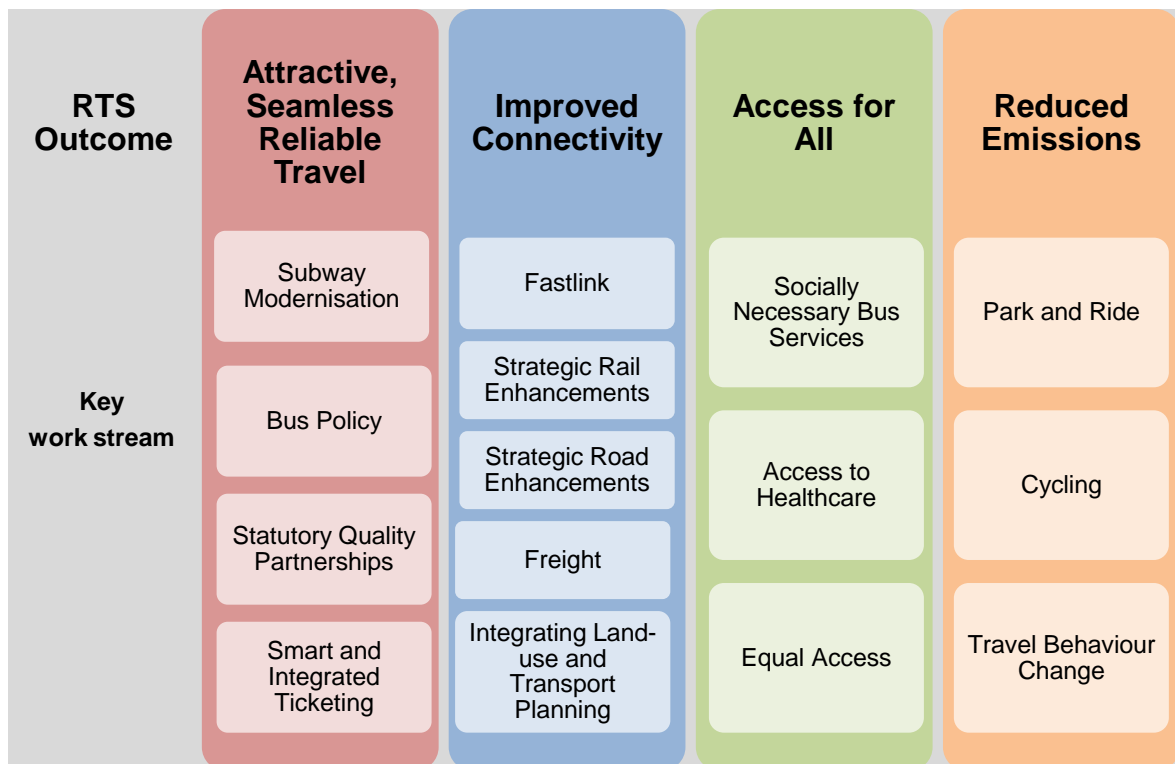 RTS
Outcome
Attractive,
Seamless
Reliable
Travel
Improved
Connectivity
Access for
All
Reduced
Emissions
Key
work stream
Subway
Modernisation
Bus Policy
Statutory Quality
Partnerships
Smart and
Integrated
Ticketing
Fastlink
Strategic Rail
Enhancements
Strategic Road
Enhancements
Freight
Integrating Land-
use and
Transport
Planning
Socially
Necessary Bus
Services
Access to
Healthcare
Equal Access
Park and Ride
Cycling
Travel Behaviour
Change